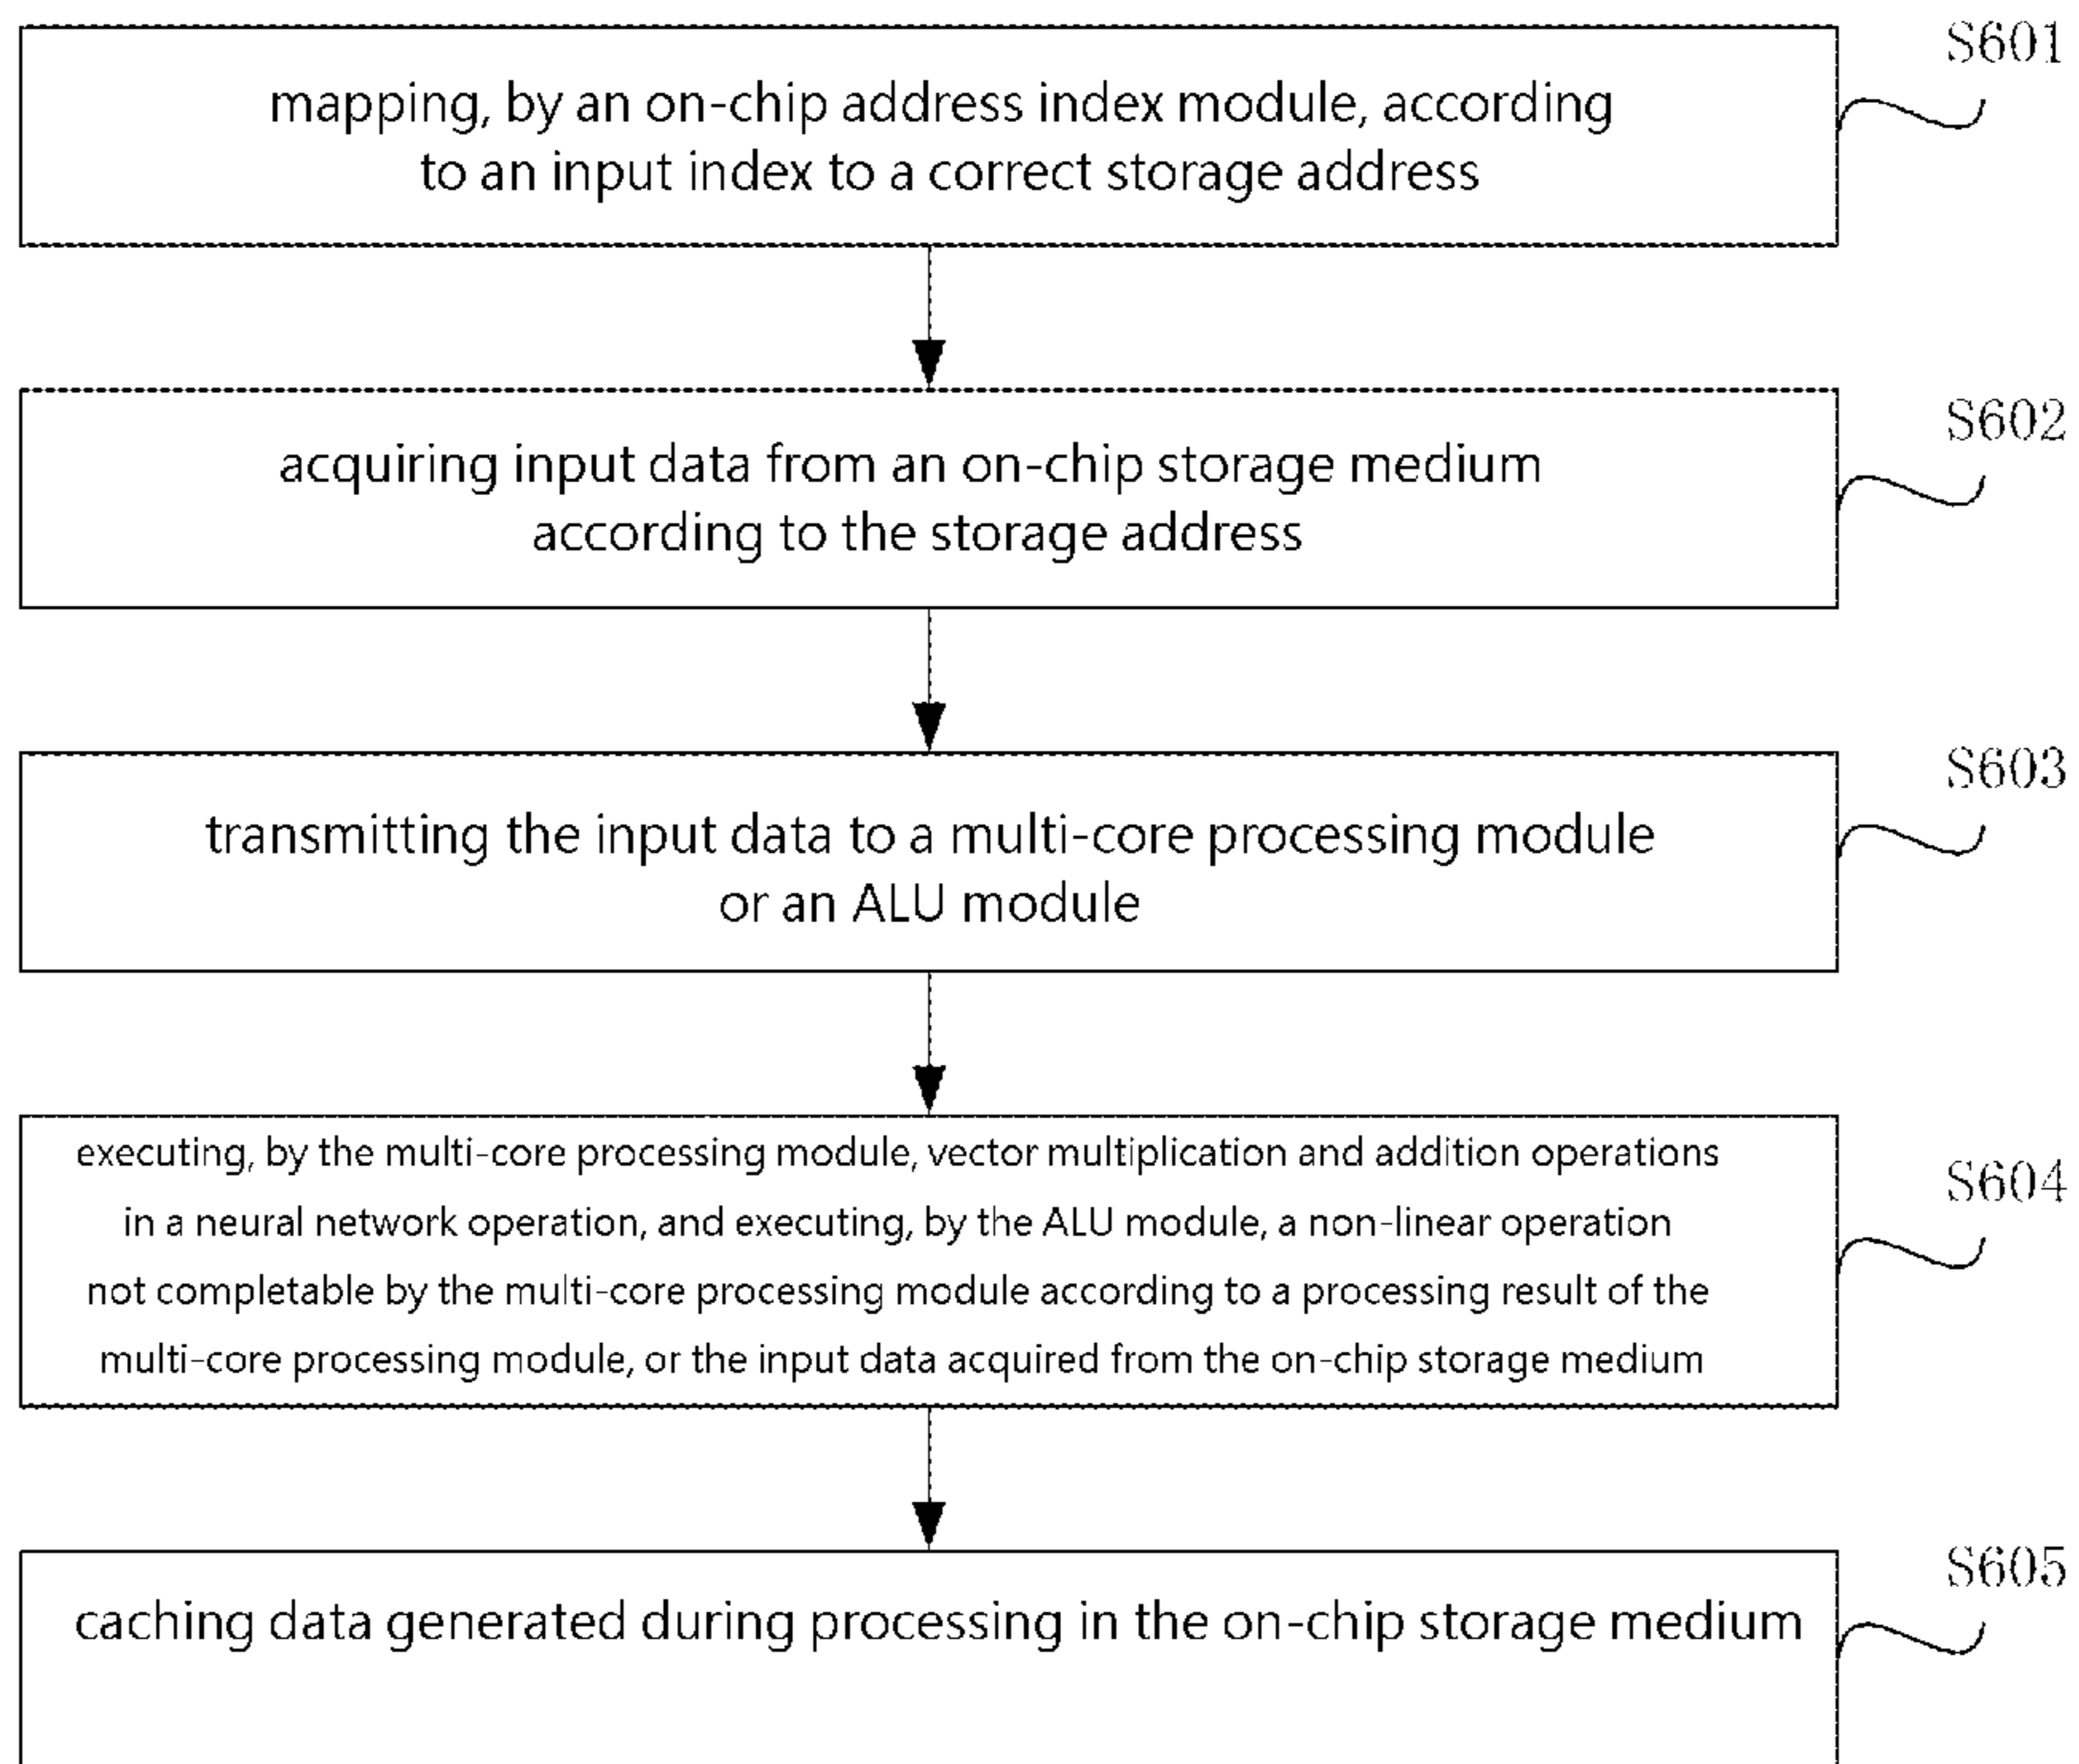 S601
mapping, by an on-chip address index module, according
to an input index to a correct storage address
S602
acquiring input data from an on-chip storage medium
according to the storage address
S603
transmitting the input data to a multi-core processing module
or an ALU module
S604
executing, by the multi-core processing module, vector multiplication and addition operations
in a neural network operation, and executing, by the ALU module, a non-linear operation
not completable by the multi-core processing module according to a processing result of the
multi-core processing module, or the input data acquired from the on-chip storage medium
S605
caching data generated during processing in the on-chip storage medium